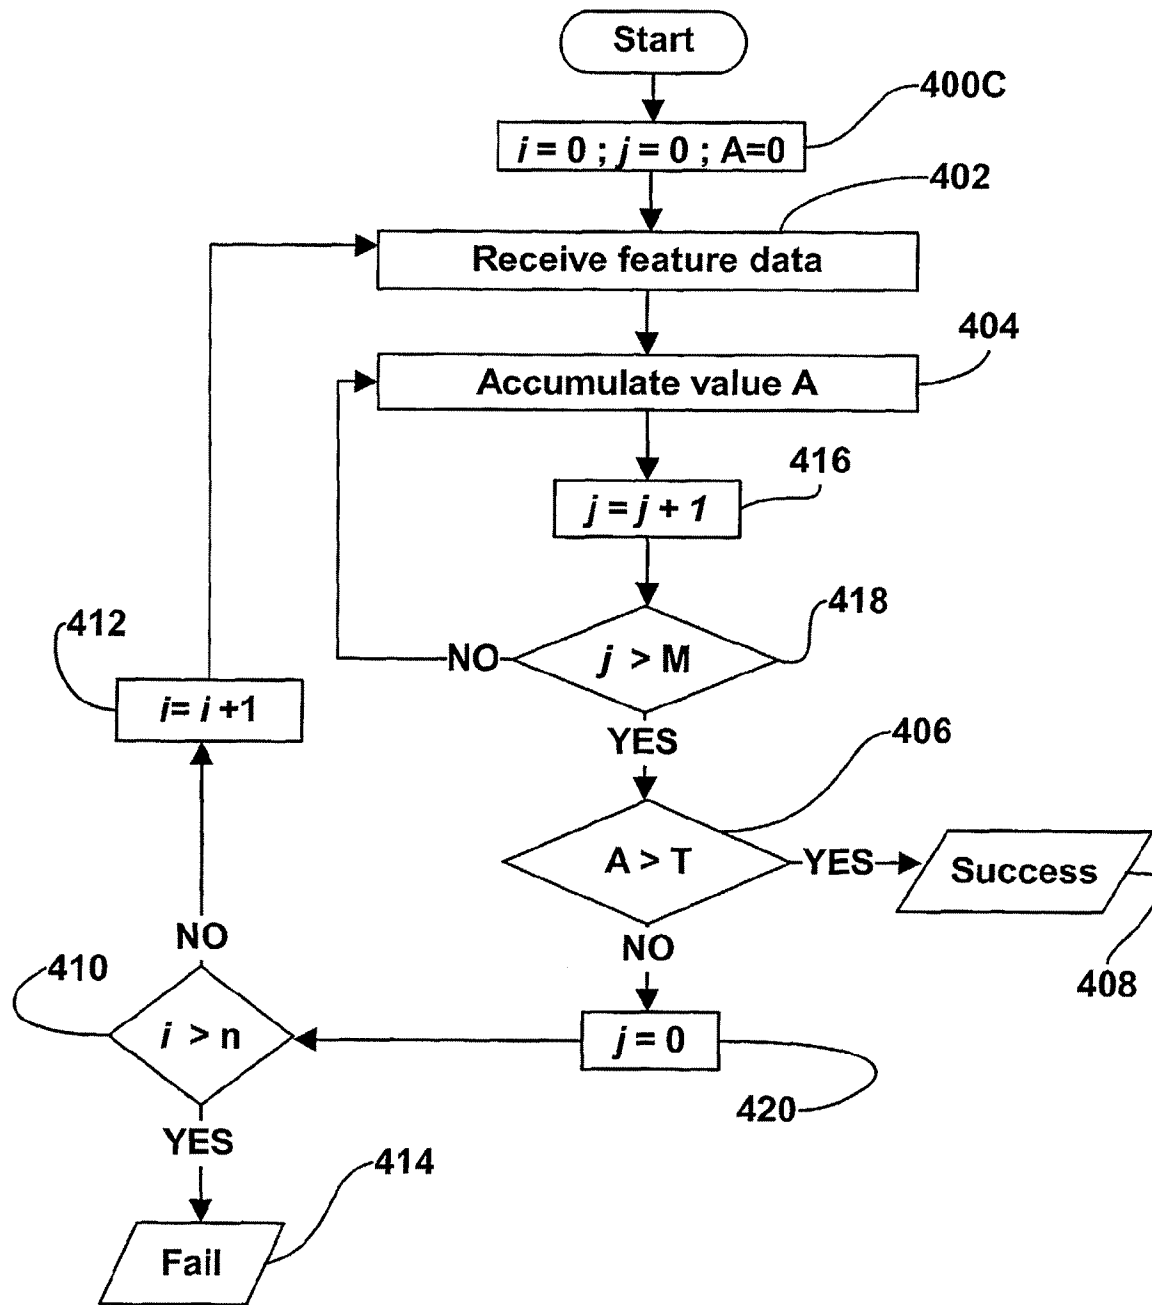 Start
400C
i = 0 ; j = 0 ; A=0
402
Receive feature data
404
Accumulate value A
416
j = j + 1
418
412
NO
j > M
i= i +1
YES
406
A > T
YES
Success
NO
NO
410
408
i > n
j = 0
420
YES
414
Fail